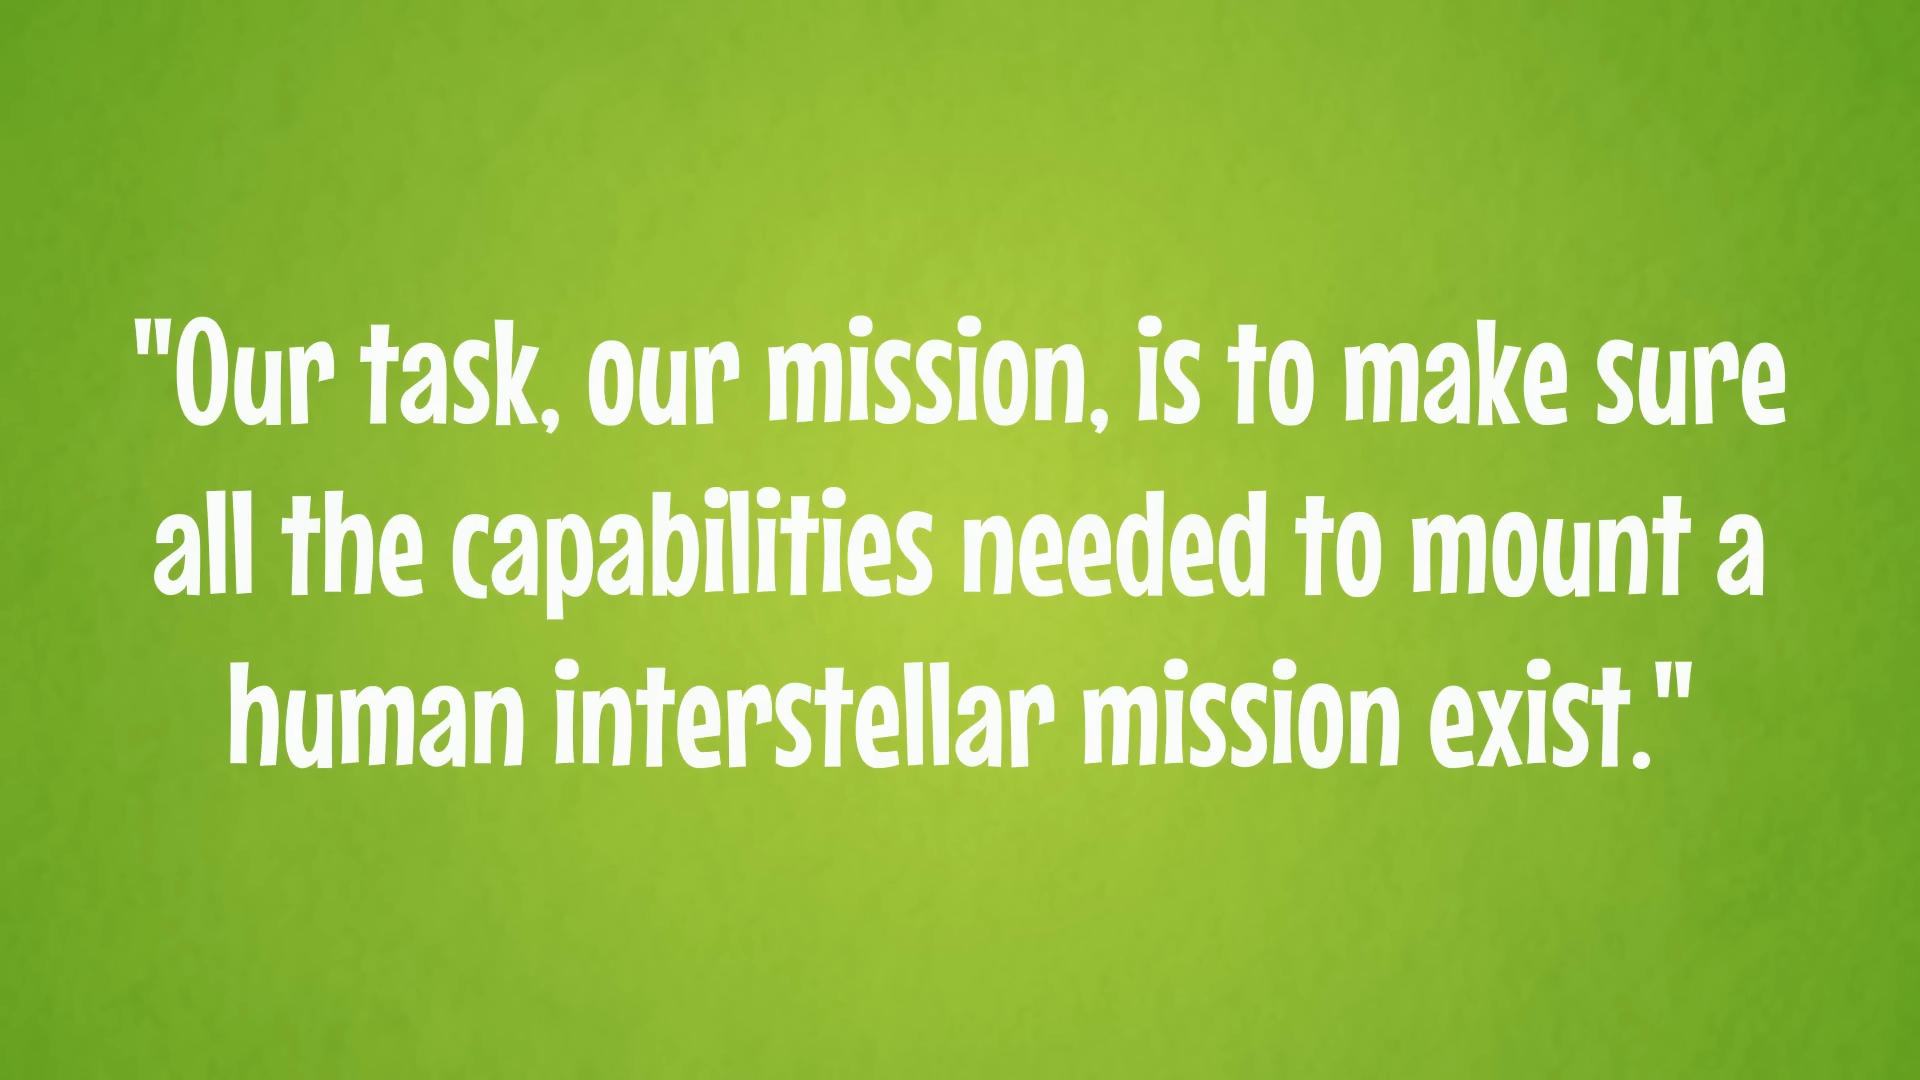 "Our task, our mission, is to make sure
all the capabilities needed to mount a
human interstellar mission exist."